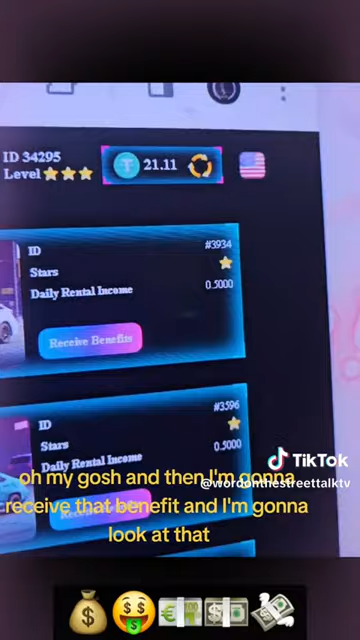 ID 34295
21.11
Level
ID #3934
Stars
Daily Rental Income 0.5000
Receive Benefits
ID #3596
Stars
Daily Rental Income 0.5000
TikTok
@wordonthestreettalktv
oh my gosh and then I'm gonna
receive that benefit and I'm gonna
look at that